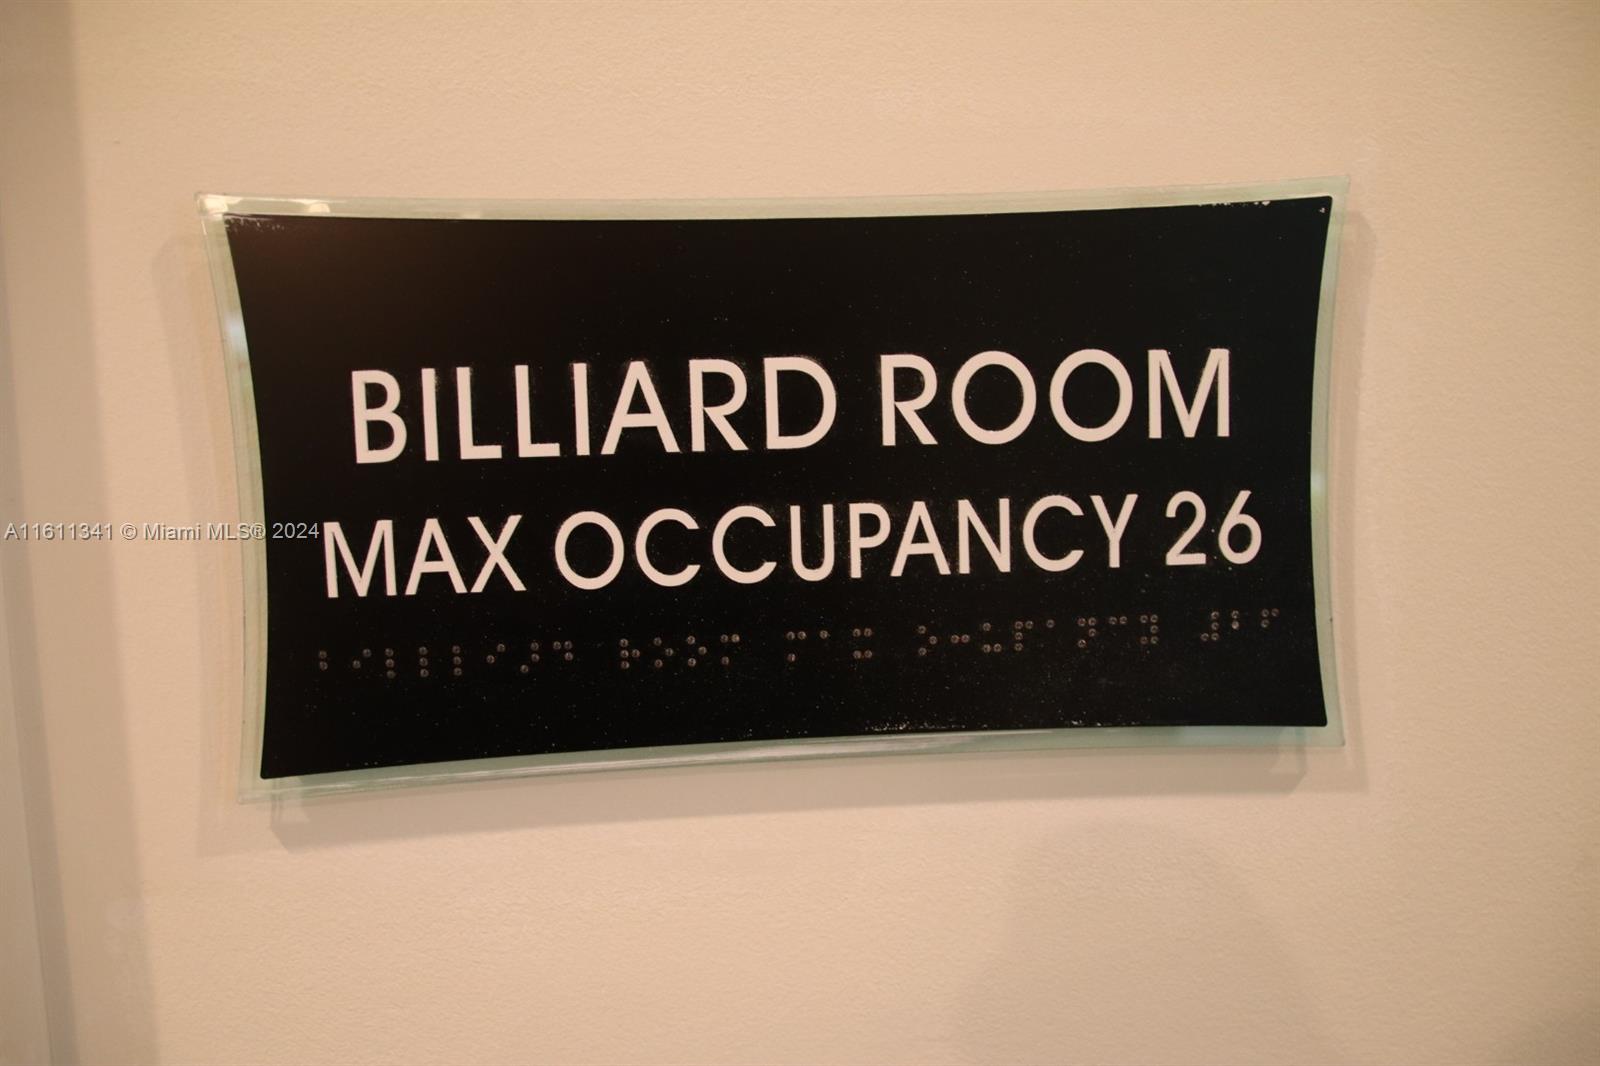 BILLIARD ROOM
MAX OCCUPANCY 26
A11611341 © Miami MLS® 2024